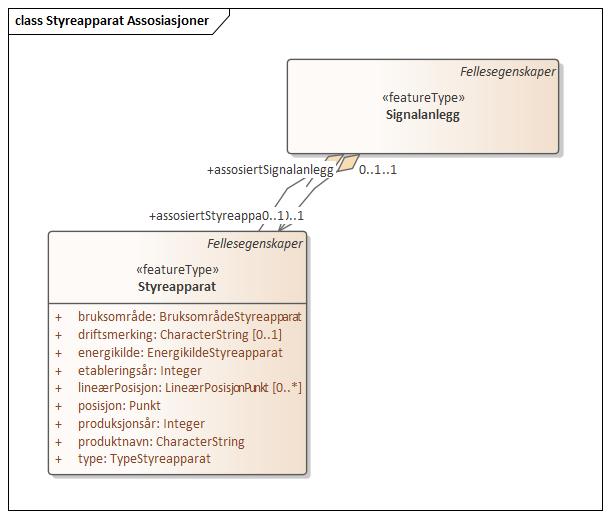 class Styreapparat Assosiasjoner
Fellesegenskaper
«featureType»
Signalanlegg
+assosiertSignalanlegg 0..1..1
+assosiertStyreappa0..1)..1
Fellesegenskaper
«featureType»
Styreapparat
+ bruksområde: BruksområdeStyreapparat
+ driftsmerking: CharacterString [0..1]
+ energikilde: EnergikildeStyreapparat
+ etableringsår: Integer
+ lineærPosisjon: LineærPosisjonPunkt [0..*]
+ posisjon: Punkt
+ produksjonsår: Integer
+ produktnavn: CharacterString
+ type: TypeStyreapparat